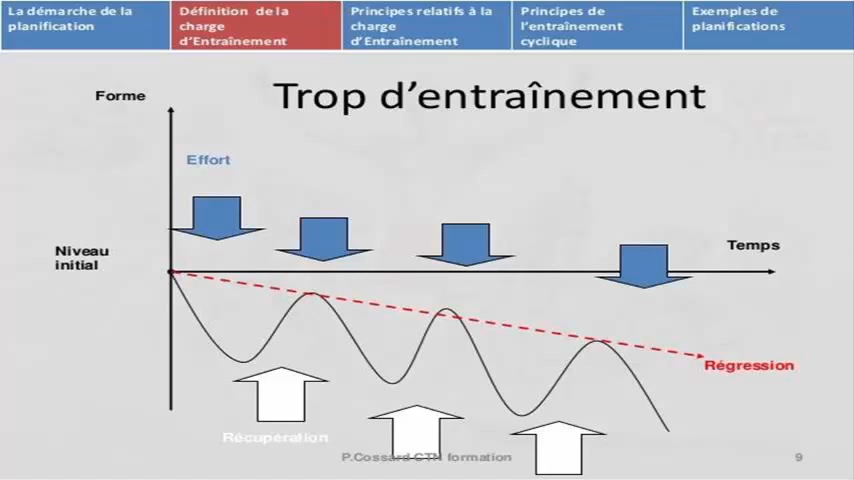 La démarche de la
planification
Définition de la
charge
d'Entraînement
Principes relatifs à la
charge
d'Entraînement
Principes de
l'entraînement
cyclique
Exemples de
planifications
Trop d'entraînement
Forme
Effort
Niveau
initial
Temps
Régression
Récupération
P.Cossard CTN formation
9